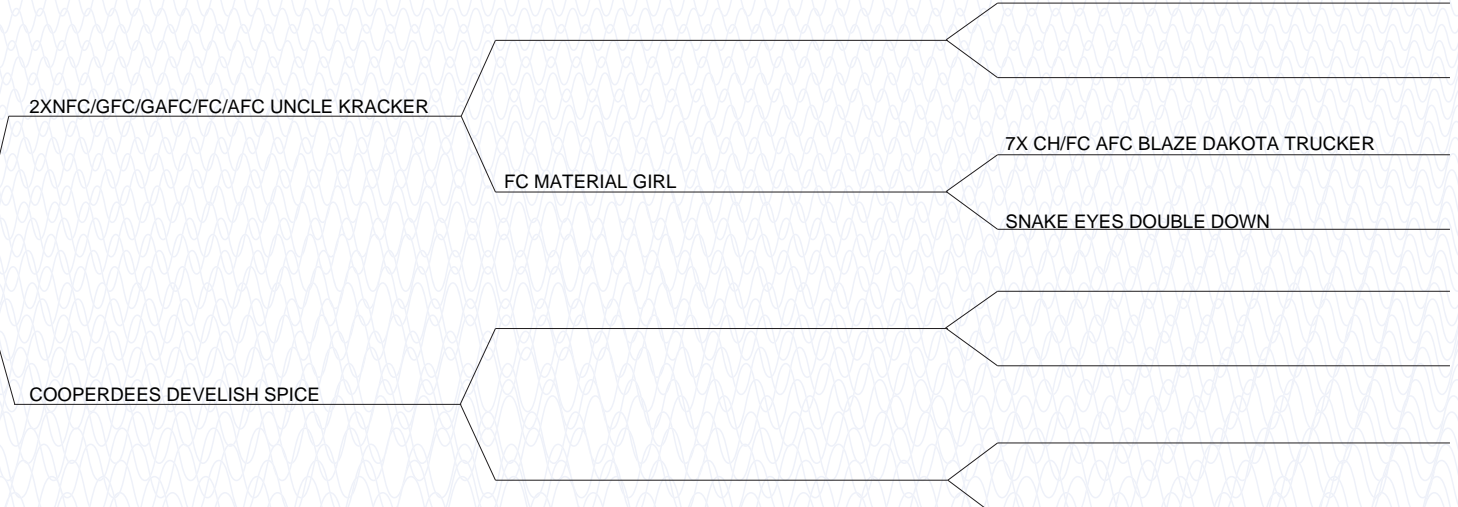 2XNFC/GFC/GAFC/FC/AFC UNCLE KRACKER
7X CH/FC AFC BLAZE DAKOTA TRUCKER
FC MATERIAL GIRL
SNAKE EYES DOUBLE DOWN
COOPERDEES DEVELISH SPICE